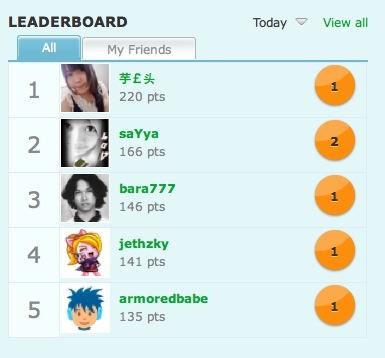 LEADERBOARD Today View all
All My Friends
1 芋£头 220 pts 1
2 saYya 166 pts 2
3 bara777 146 pts 1
4 jethzky 141 pts 1
5 armoredbabe 135 pts 1